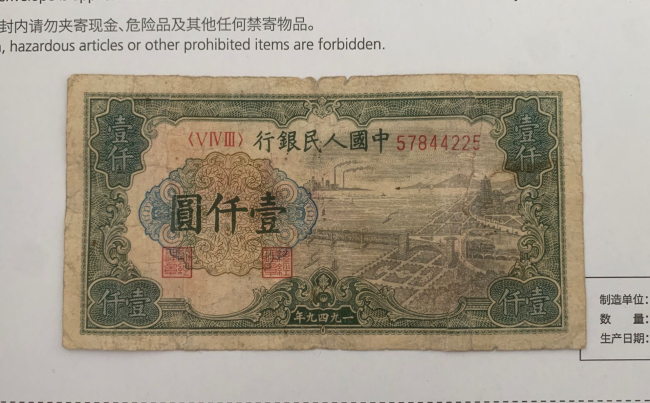 封内请勿夹寄现金、危险品及其他任何禁寄物品。
, hazardous articles or other prohibited items are forbidden.
壹仟
〈VIVIII〉
行銀民人國中
57844225
壹仟
圓仟壹
仟壹
年九四九一
仟壹
制造单位:
数 量:
生产日期: